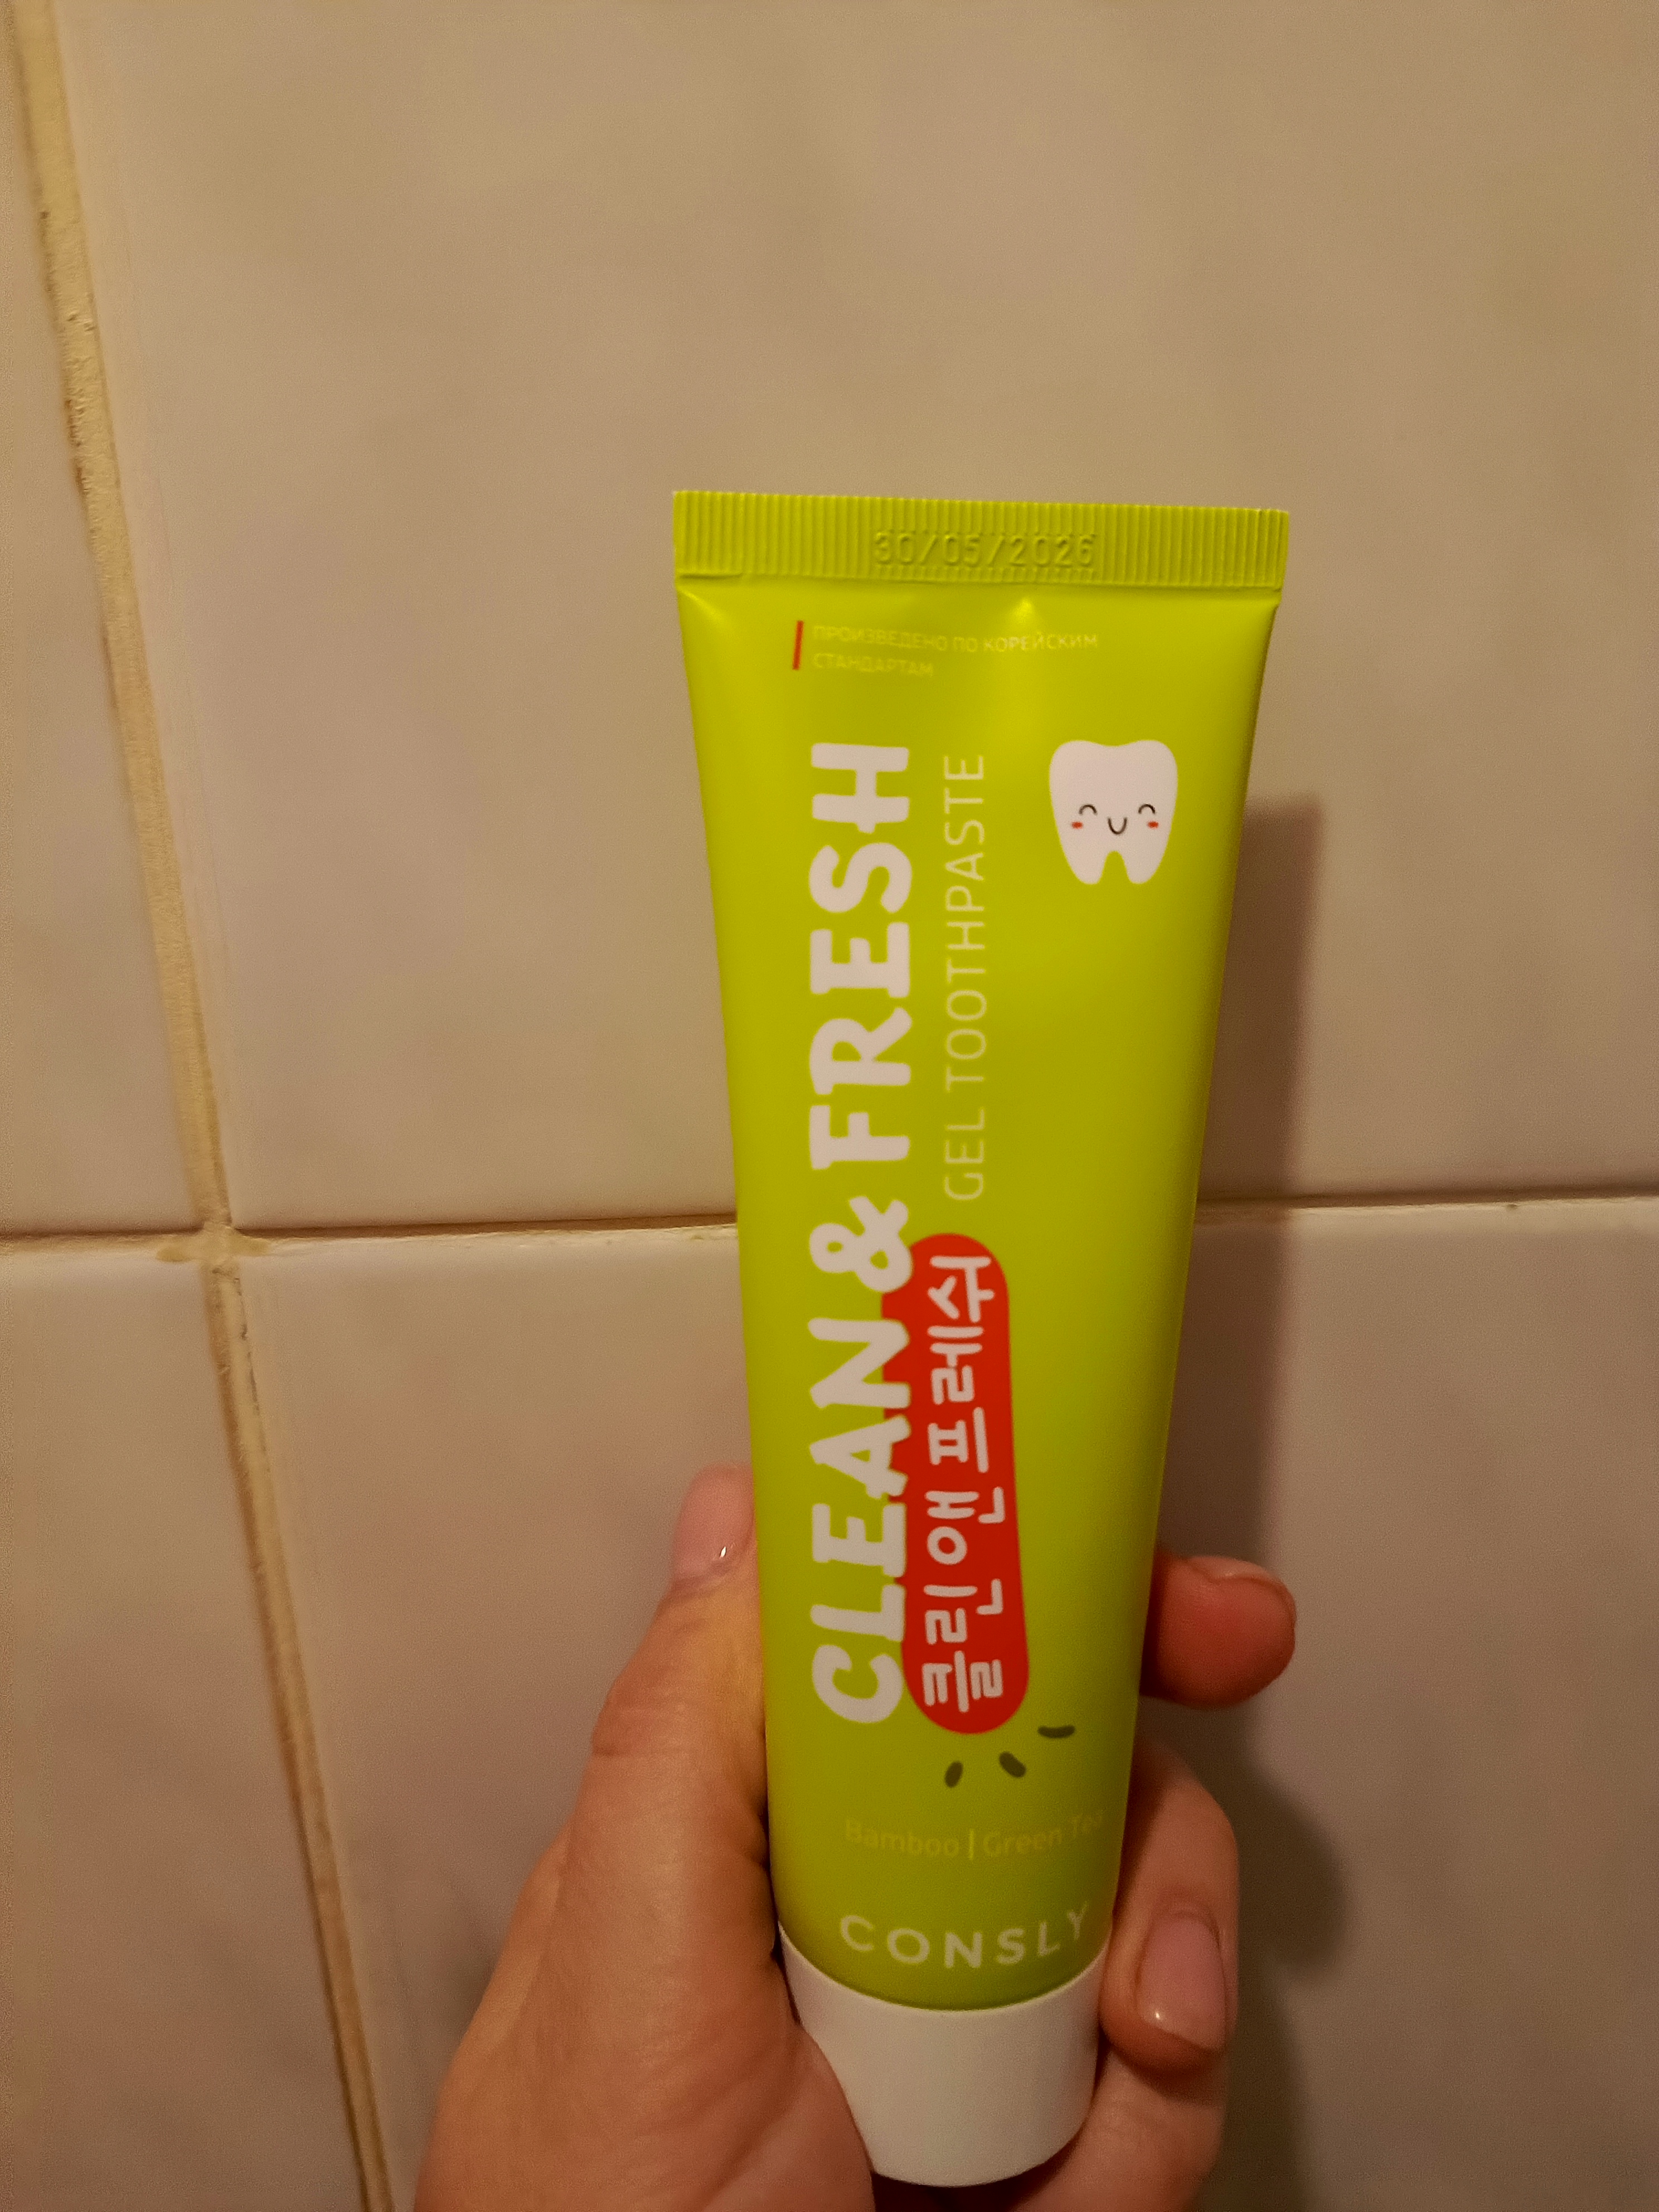 30/05/2026
ПРОИЗВЕДЕНО ПО КОРЕЙСКИМ
СТАНДАРТАМ
CLEAN & FRESH
GEL TOOTHPASTE
클린앤프레쉬
Bamboo | Green Tea
CONSLY